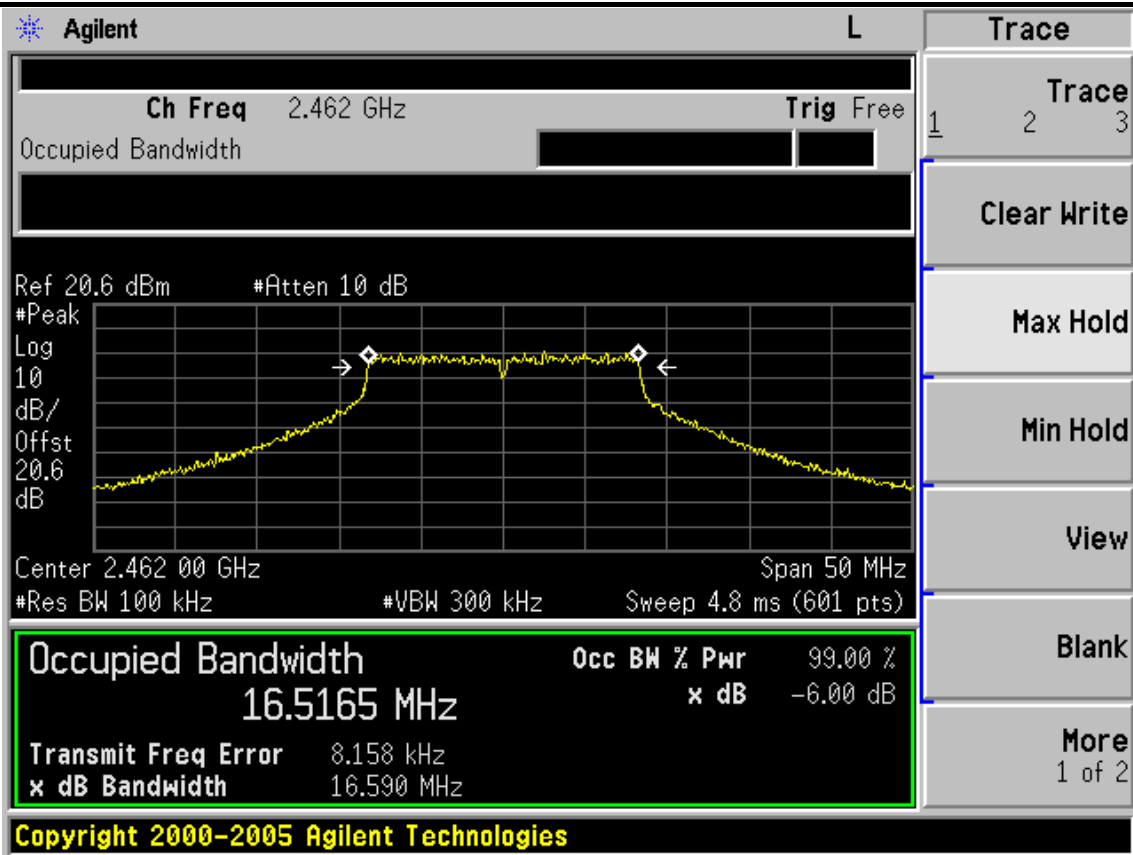 Agilent L Trace
Ch Freq 2.462 GHz Trig Free
Occupied Bandwidth
Trace
1 2 3
Clear Write
Max Hold
Min Hold
View
Blank
More
1 of 2
Ref 20.6 dBm #Atten 10 dB
#Peak
Log
10
dB/
Offst
20.6
dB
Center 2.462 00 GHz Span 50 MHz
#Res BW 100 kHz #VBW 300 kHz Sweep 4.8 ms (601 pts)
Occupied Bandwidth Occ BW % Pwr 99.00 %
16.5165 MHz x dB -6.00 dB
Transmit Freq Error 8.158 kHz
x dB Bandwidth 16.590 MHz
Copyright 2000-2005 Agilent Technologies